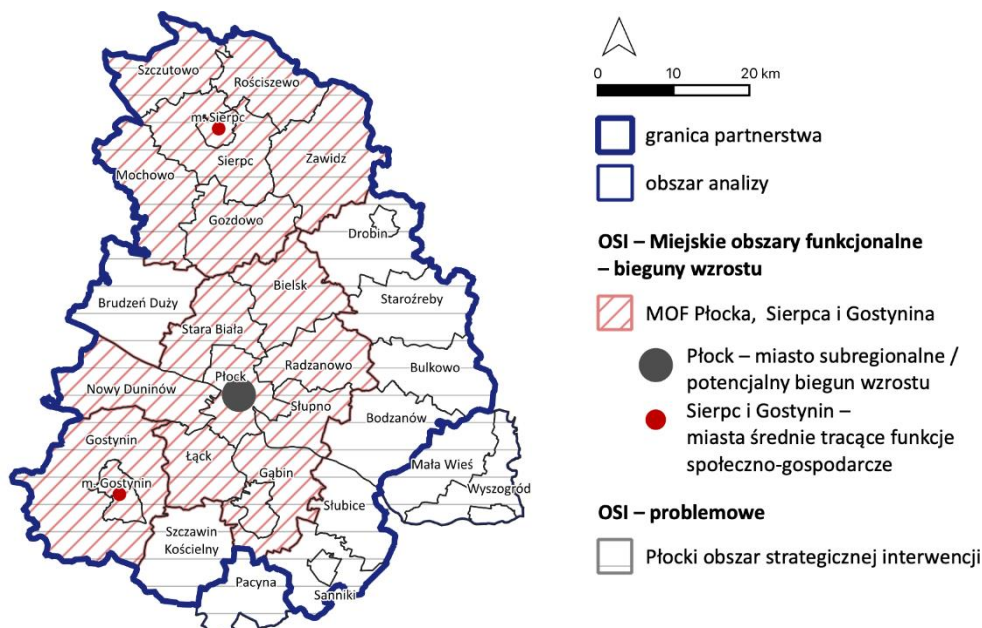 Szczutowo
Rościszewo
m. Sierpc
Sierpc
Zawidz
Mochowo
Gozdowo
Drobin
Bielsk
Brudzeń Duży
Staroźreby
Stara Biała
Radzanowo
Bulkowo
Płock
Nowy Duninów
Słupno
Bodzanów
Gostynin
Łąck
Gąbin
Mała Wieś
m. Gostynin
Wyszogród
Słubice
Szczawin
Kościelny
Pacyna
Sanniki
0 10 20 km
granica partnerstwa
obszar analizy
OSI – Miejskie obszary funkcjonalne
– bieguny wzrostu
MOF Płocka, Sierpca i Gostynina
Płock – miasto subregionalne /
potencjalny biegun wzrostu
Sierpc i Gostynin –
miasta średnie tracące funkcje
społeczno-gospodarcze
OSI – problemowe
Płocki obszar strategicznej interwencji